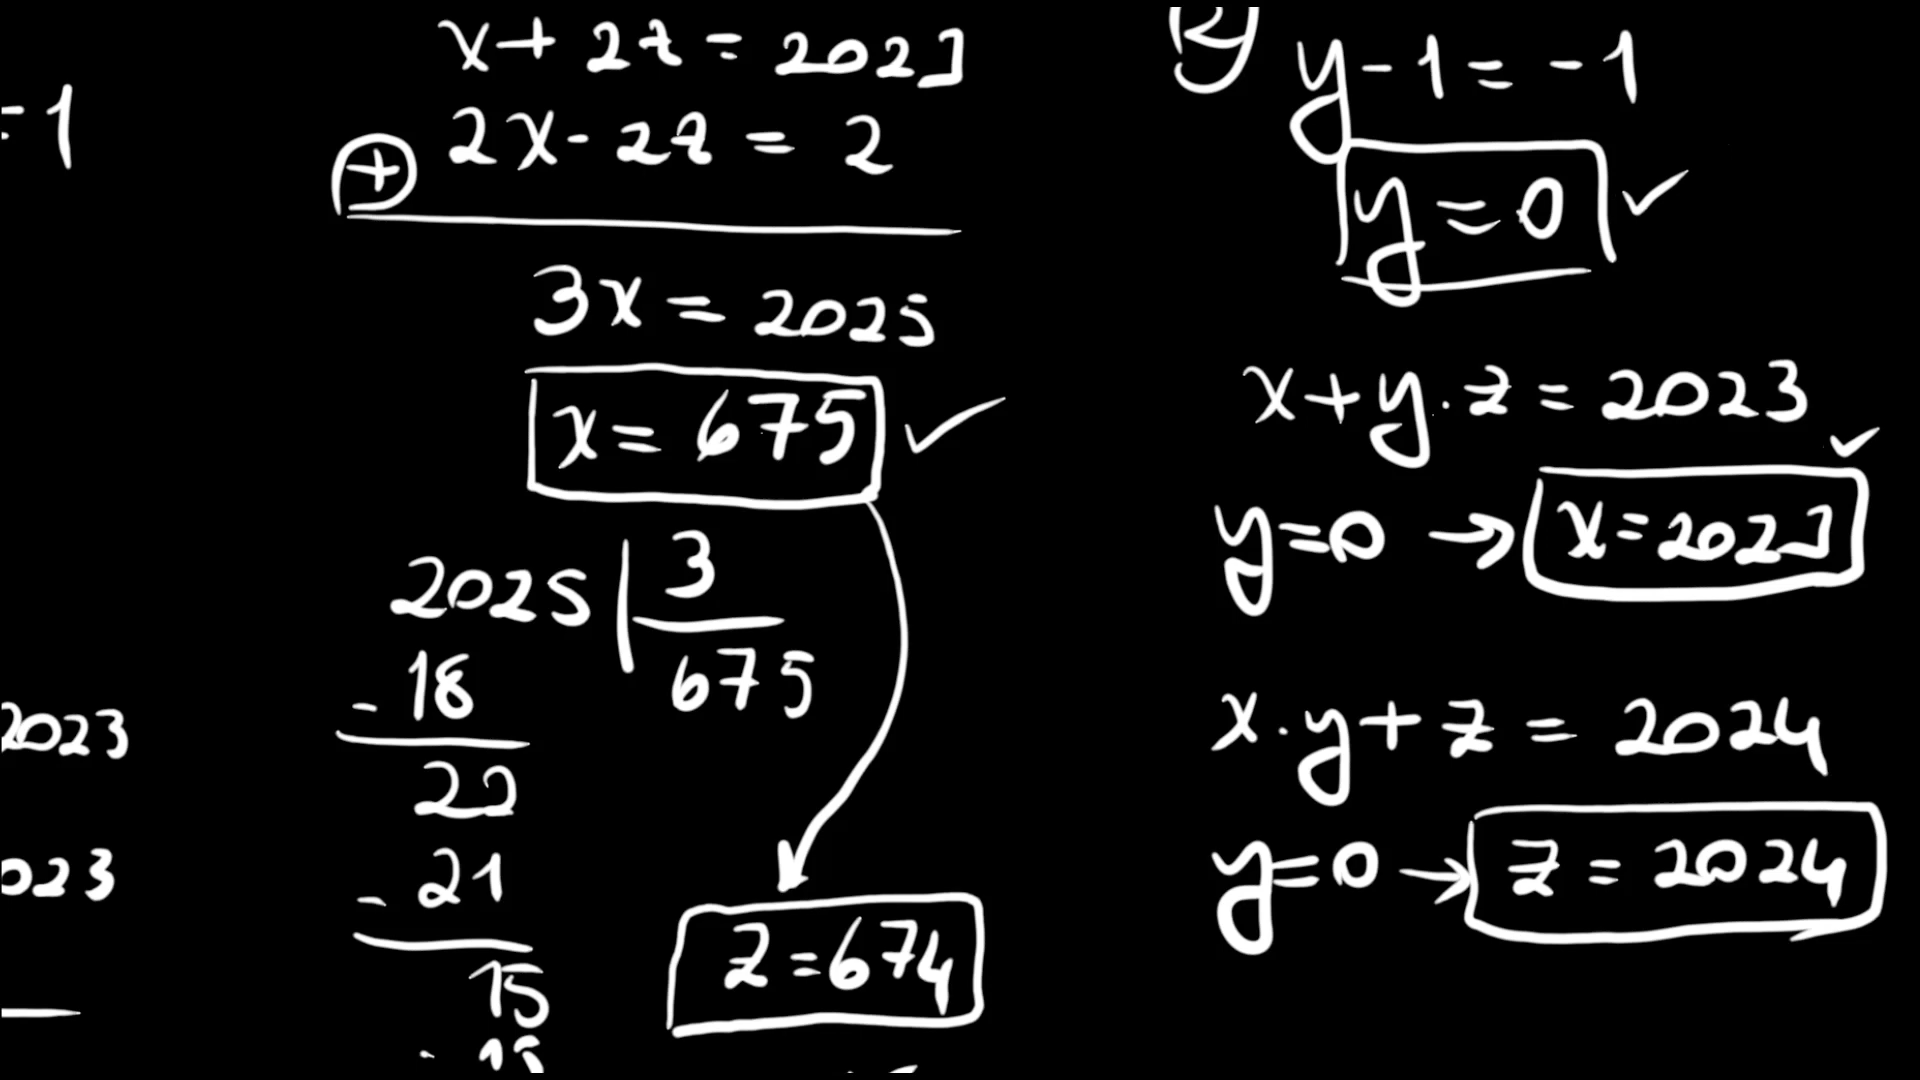 = -1
2023
023
x + 2z = 2023
2x - 2z = 2
+
3x = 2025
x = 675 ✓
2025 | 3
675
- 18
22
- 21
15
z = 674
y - 1 = -1
y = 0 ✓
x + y · z = 2023 ✓
y = 0 → x = 2023
x · y + z = 2024
y = 0 → z = 2024